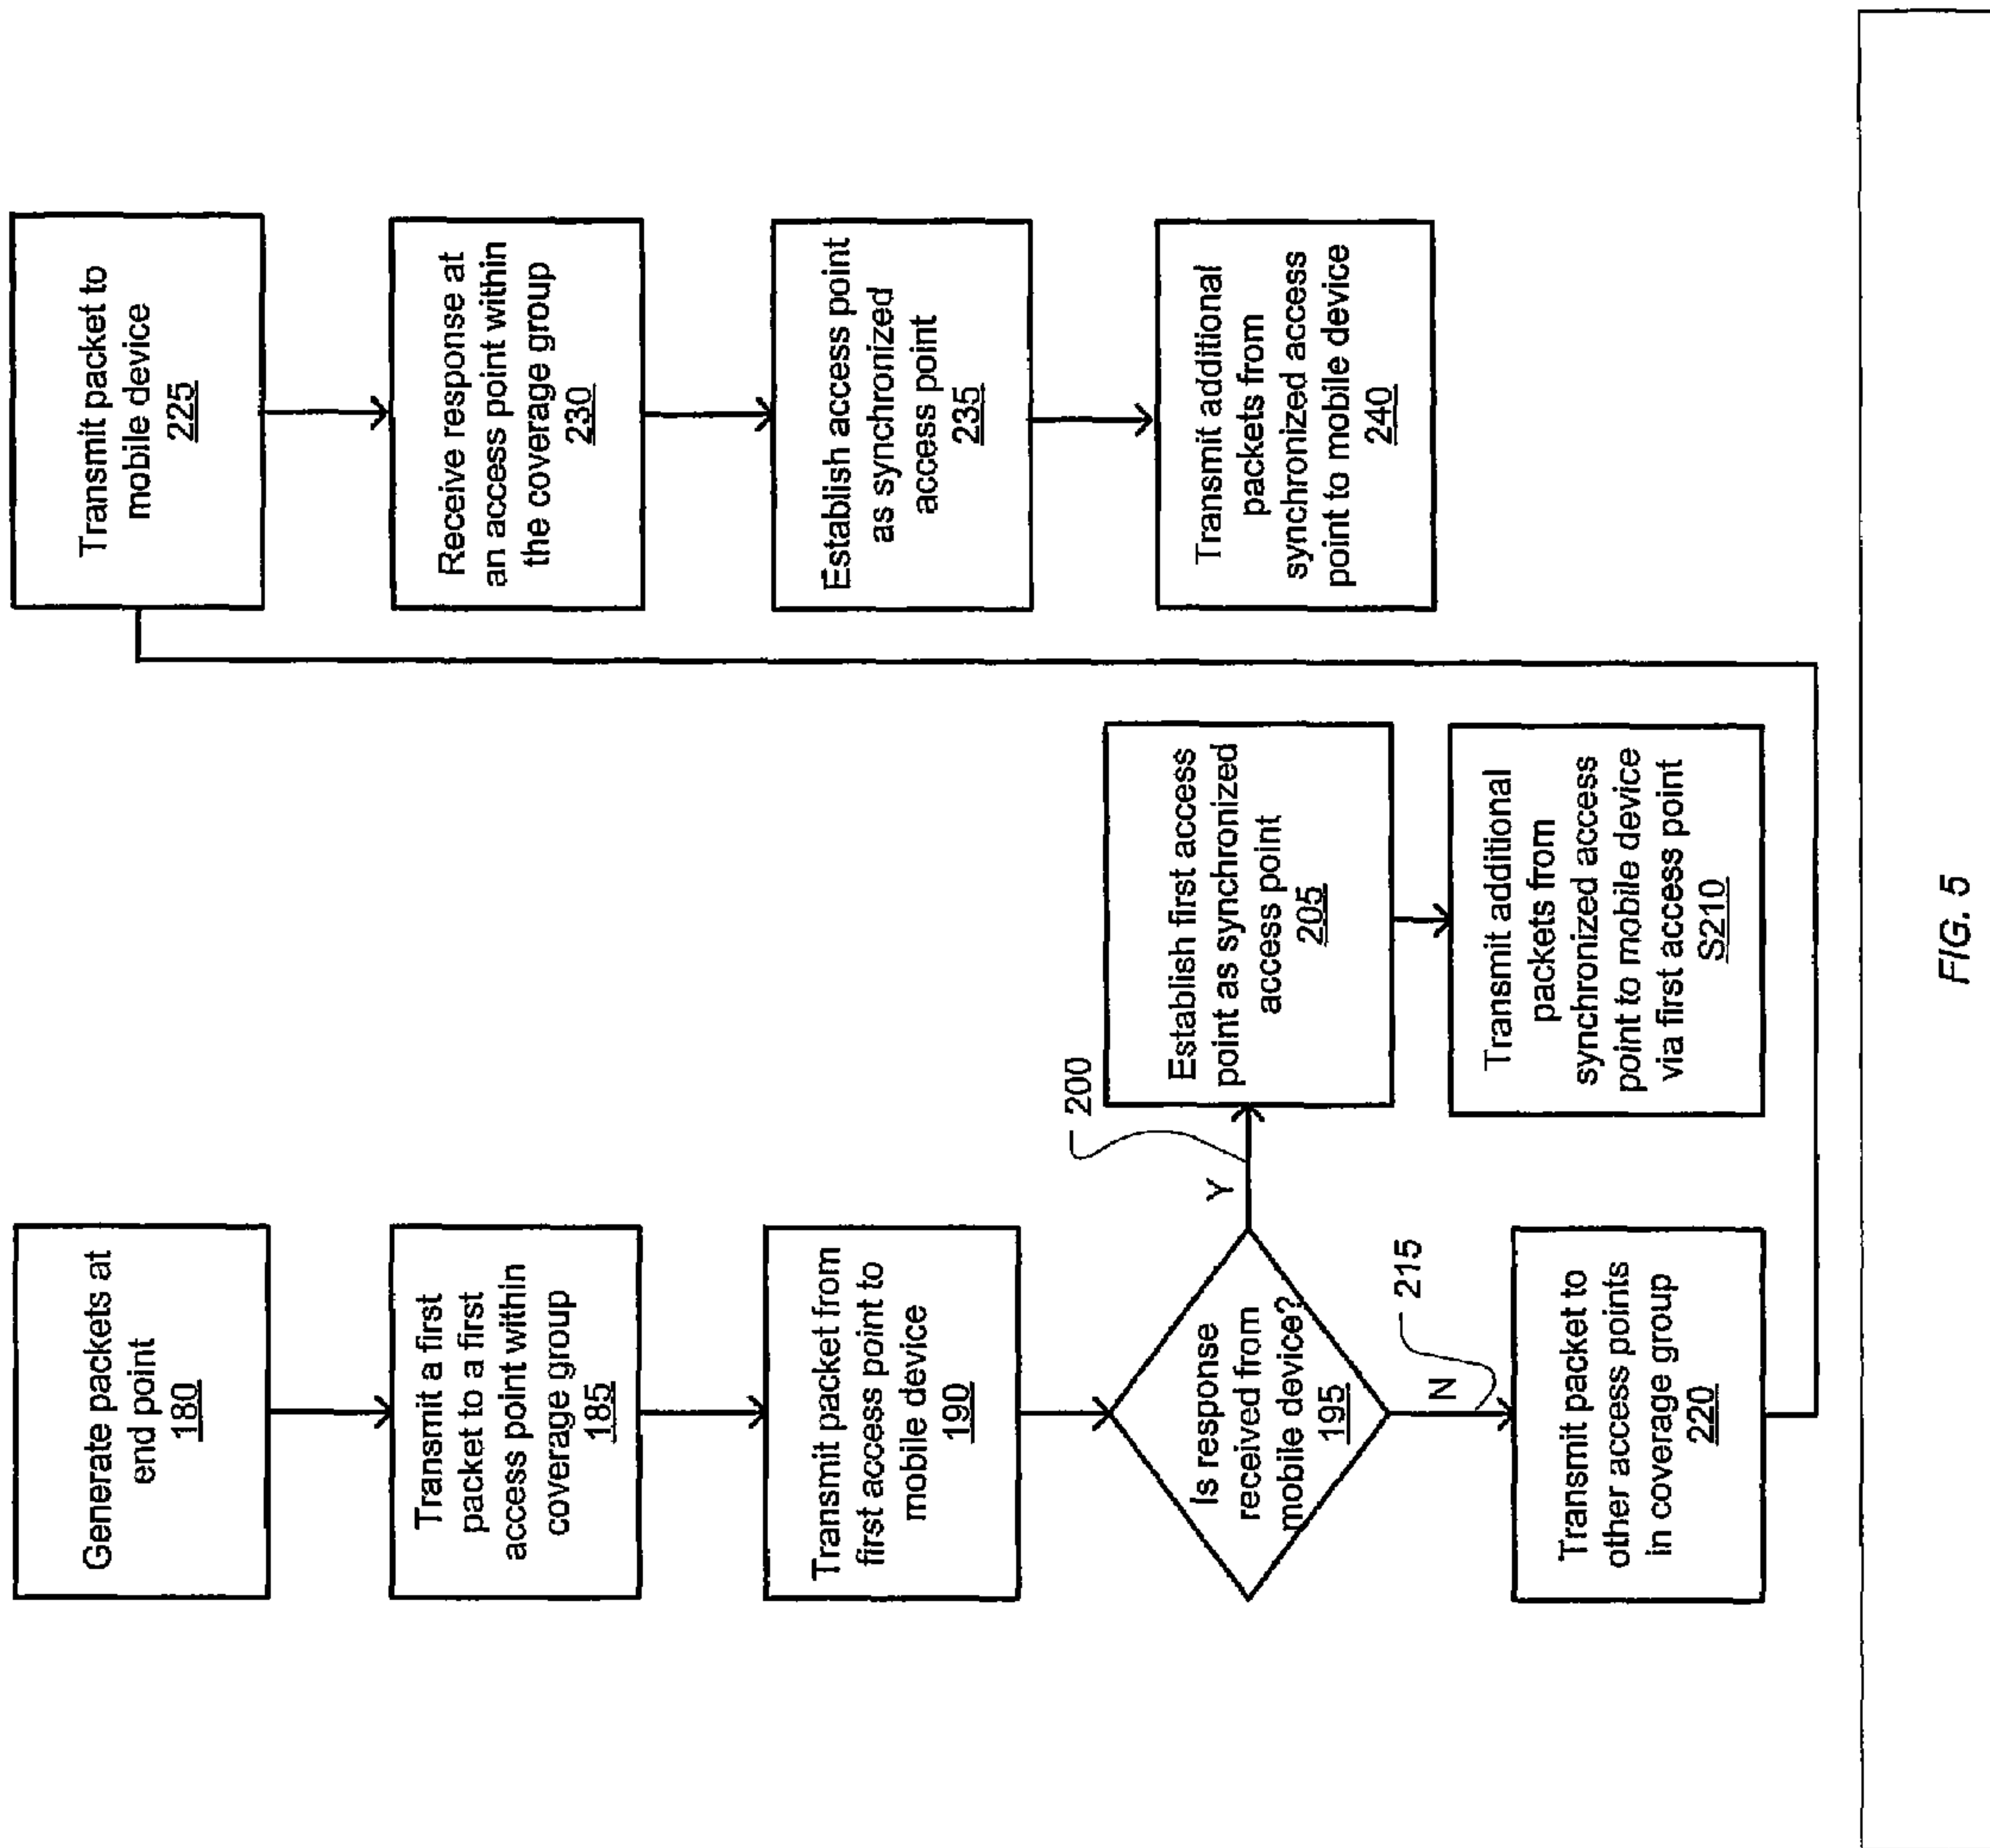 Generate packets at
end point
180
Transmit a first
packet to a first
access point within
coverage group
185
Transmit packet from
first access point to
mobile device
190
Is response
received from
mobile device?
195
Y
200
Establish first access
point as synchronized
access point
205
Transmit additional
packets from
synchronized access
point to mobile device
via first access point
S210
N
215
Transmit packet to
other access points
in coverage group
220
Transmit packet to
mobile device
225
Receive response at
an access point within
the coverage group
230
Establish access point
as synchronized
access point
235
Transmit additional
packets from
synchronized access
point to mobile device
240
FIG. 5